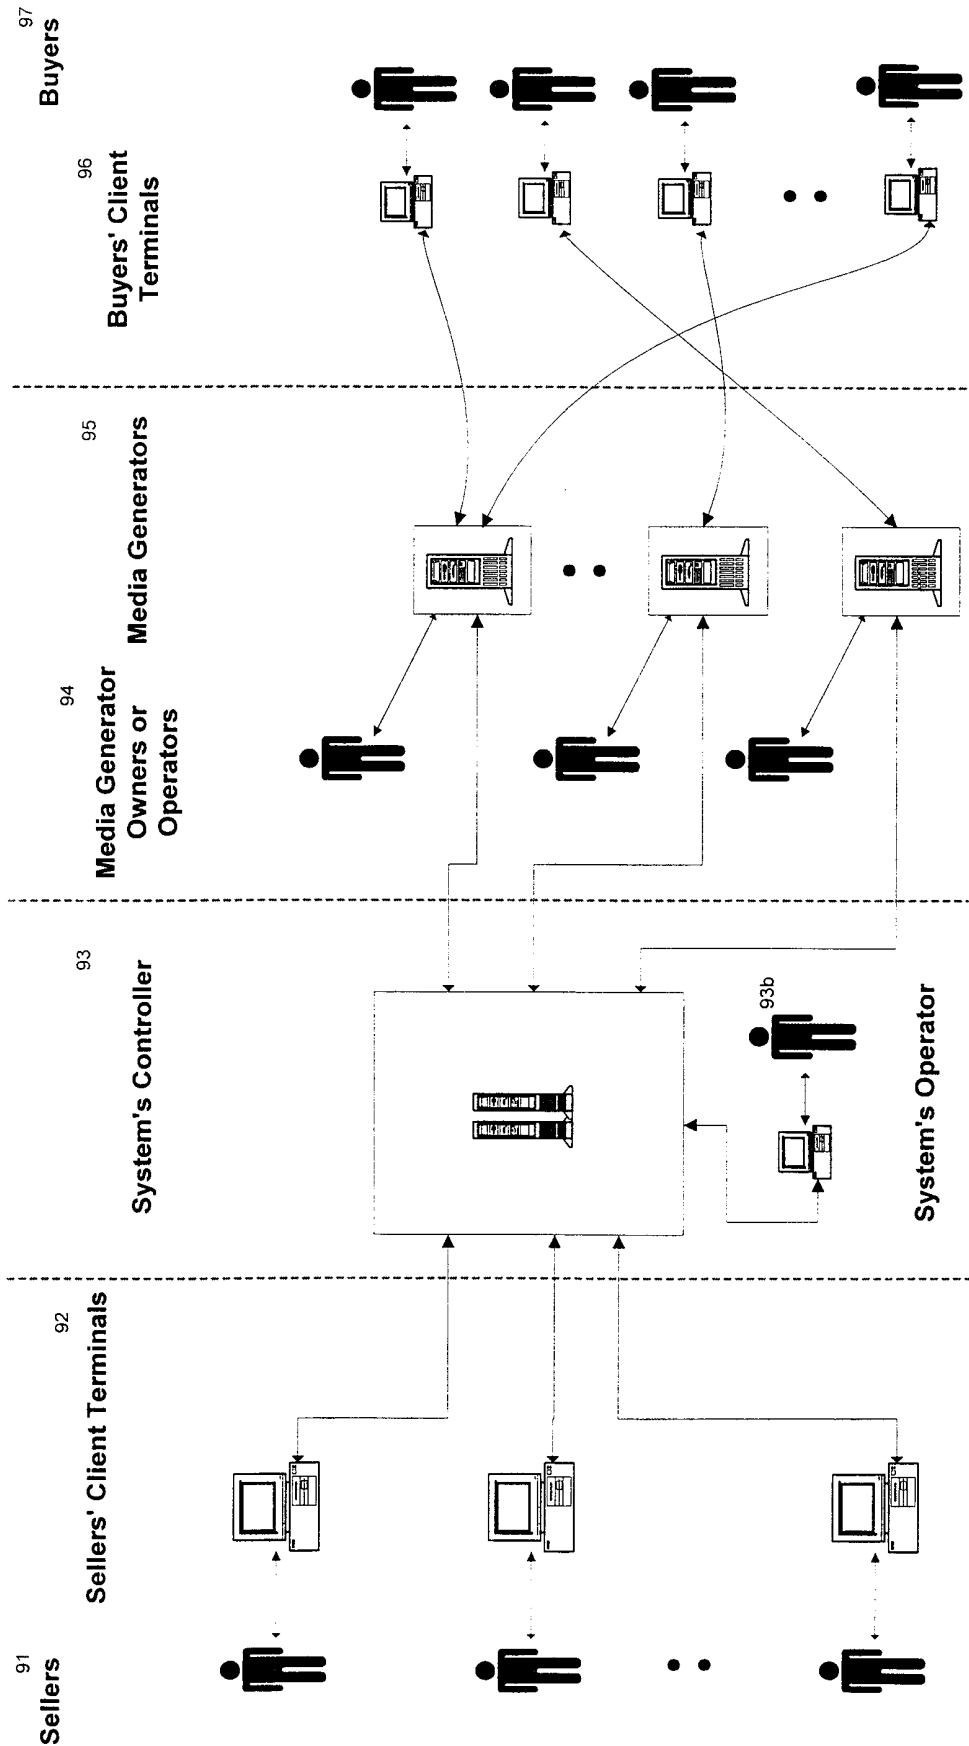 91
Sellers
92
Sellers' Client Terminals
93
System's Controller
93b
System's Operator
94
Media Generator
Owners or
Operators
95
Media Generators
96
Buyers' Client
Terminals
97
Buyers